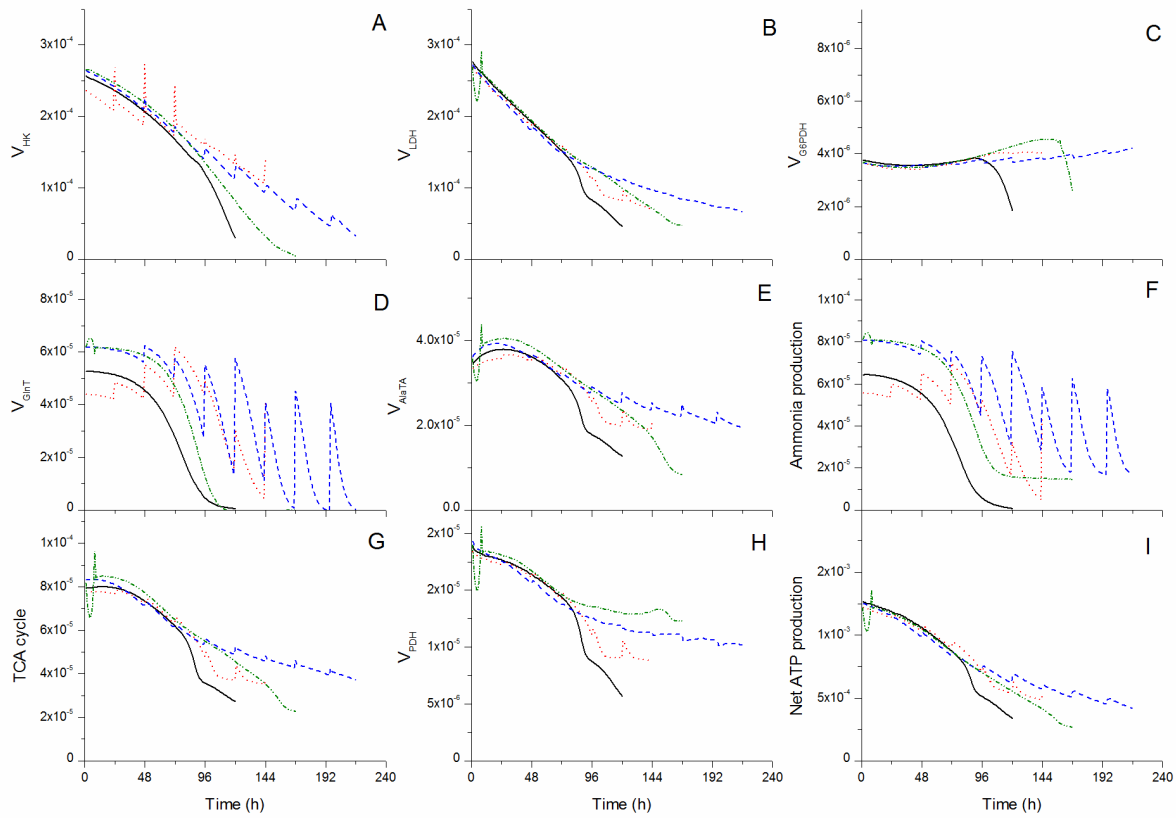 A
V_HK
3x10⁻⁴
2x10⁻⁴
1x10⁻⁴
0
B
V_LDH
3x10⁻⁴
2x10⁻⁴
1x10⁻⁴
0
C
V_G6PDH
8x10⁻⁶
6x10⁻⁶
4x10⁻⁶
2x10⁻⁶
0
D
V_GlnT
8x10⁻⁵
6x10⁻⁵
4x10⁻⁵
2x10⁻⁵
0
E
V_AlaTA
4.0x10⁻⁵
2.0x10⁻⁵
0.0
F
Ammonia production
1x10⁻⁴
8x10⁻⁵
6x10⁻⁵
4x10⁻⁵
2x10⁻⁵
0
G
TCA cycle
1x10⁻⁴
8x10⁻⁵
6x10⁻⁵
4x10⁻⁵
2x10⁻⁵
0
0 48 96 144 192 240
Time (h)
H
V_PDH
2x10⁻⁵
2x10⁻⁵
1x10⁻⁵
5x10⁻⁶
0
0 48 96 144 192 240
Time (h)
I
Net ATP production
2x10⁻³
1x10⁻³
5x10⁻⁴
0
0 48 96 144 192 240
Time (h)